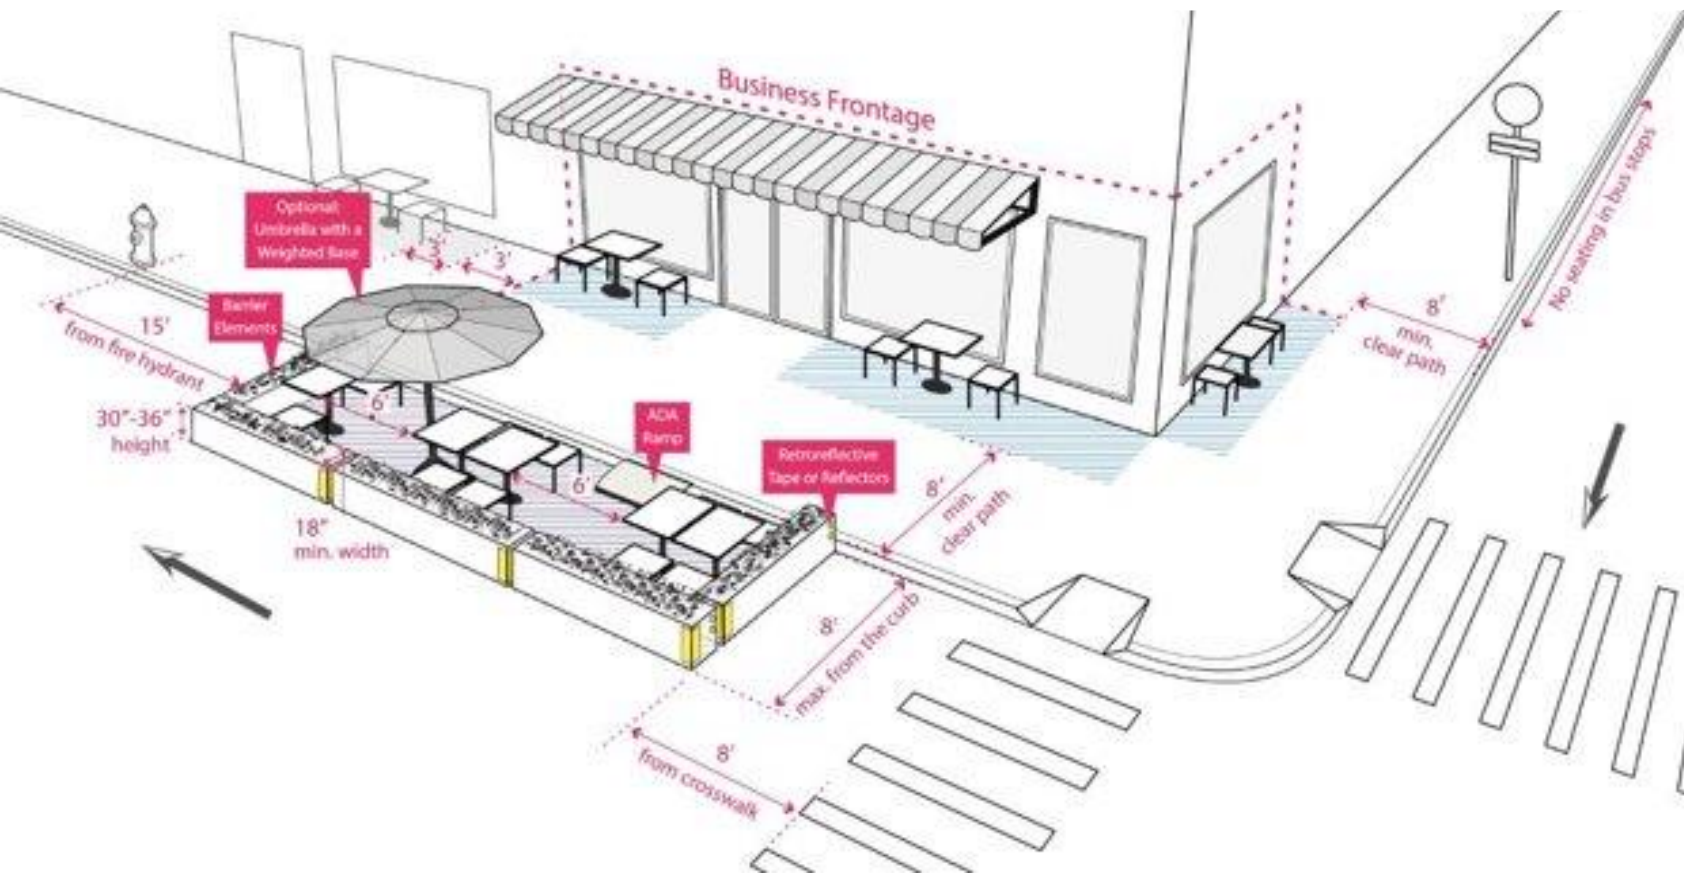 Business Frontage
No seating in bus stops
Optional:
Umbrella with a
Weighted Base
3'
3'
Barrier
Elements
15'
from fire hydrant
8'
min.
clear path
6'
30"-36"
height
ADA
Ramp
Retroreflective
Tape or Reflectors
6'
8'
min.
clear path
18"
min. width
8'
max. from the curb
8'
from crosswalk